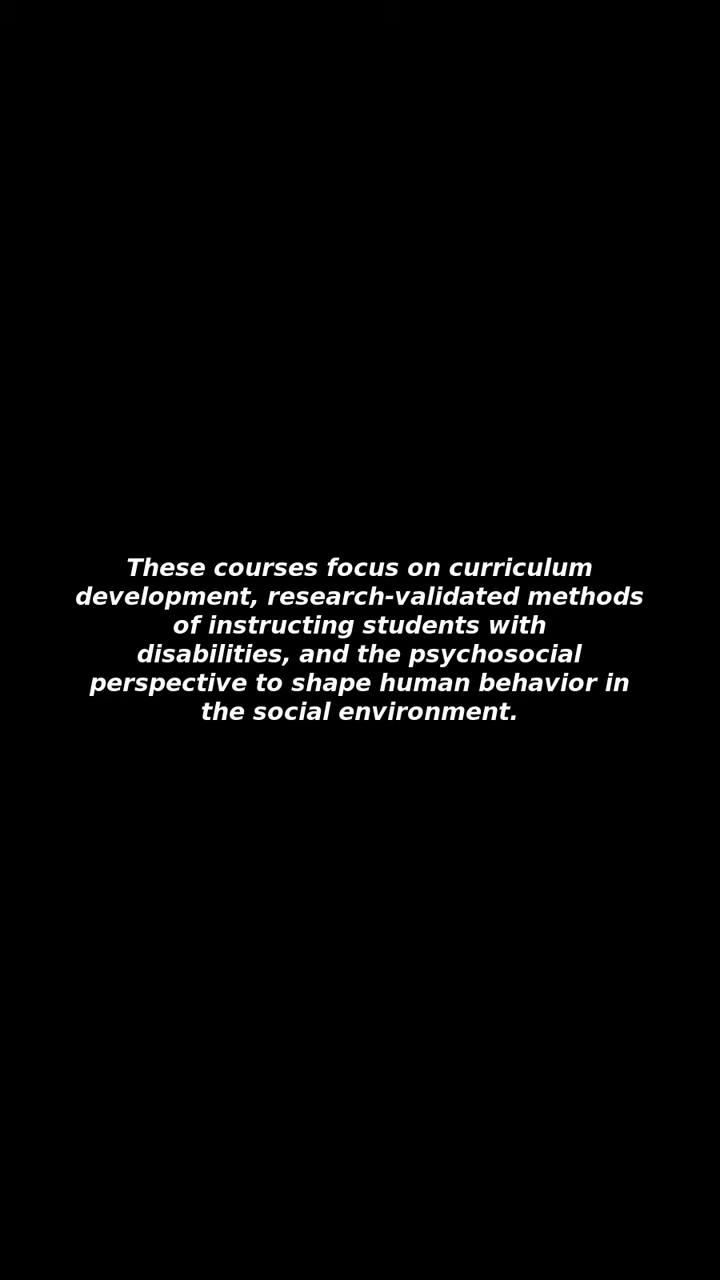 These courses focus on curriculum
development, research-validated methods
of instructing students with
disabilities, and the psychosocial
perspective to shape human behavior in
the social environment.